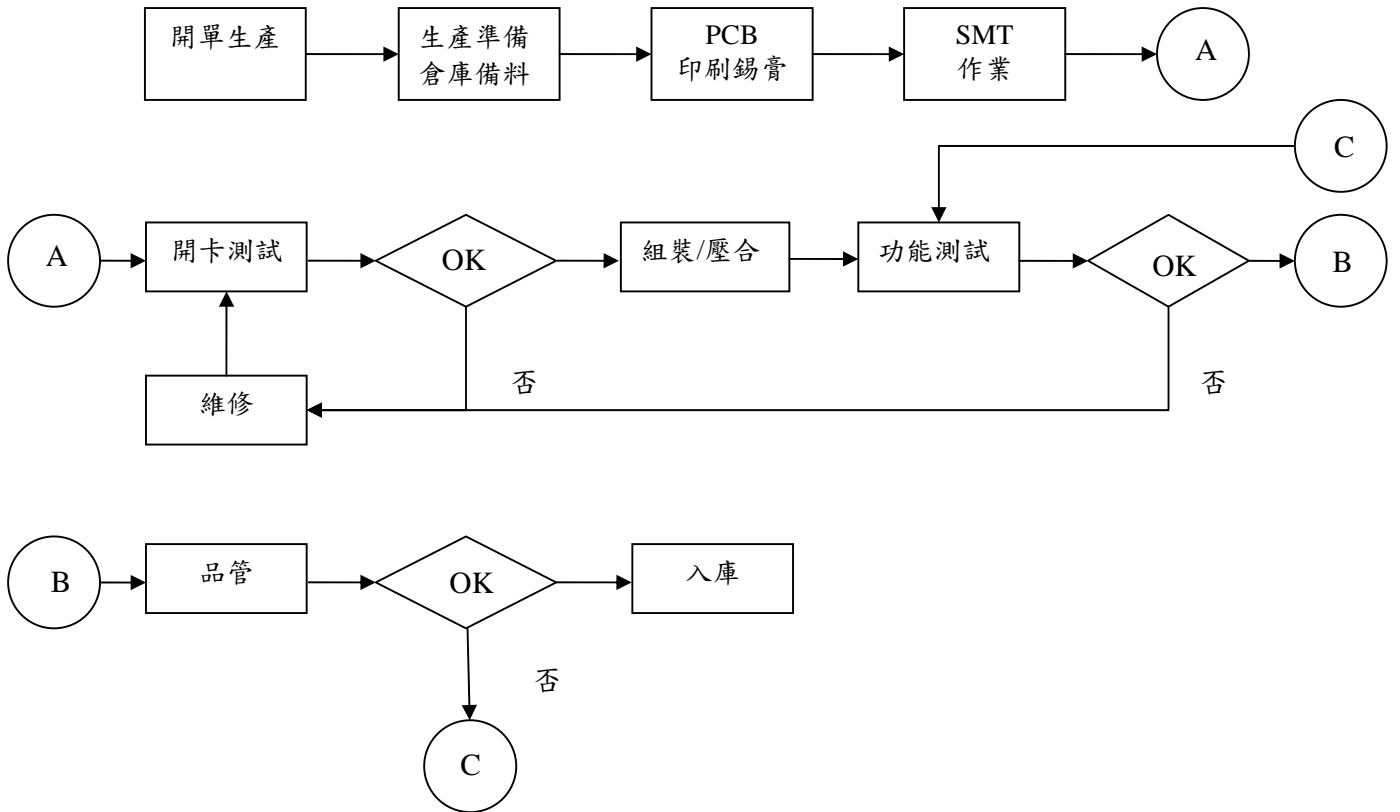 開單生產
生產準備
倉庫備料
PCB
印刷錫膏
SMT
作業
A
C
A
開卡測試
OK
組裝/壓合
功能測試
OK
B
維修
否
否
B
品管
OK
入庫
否
C